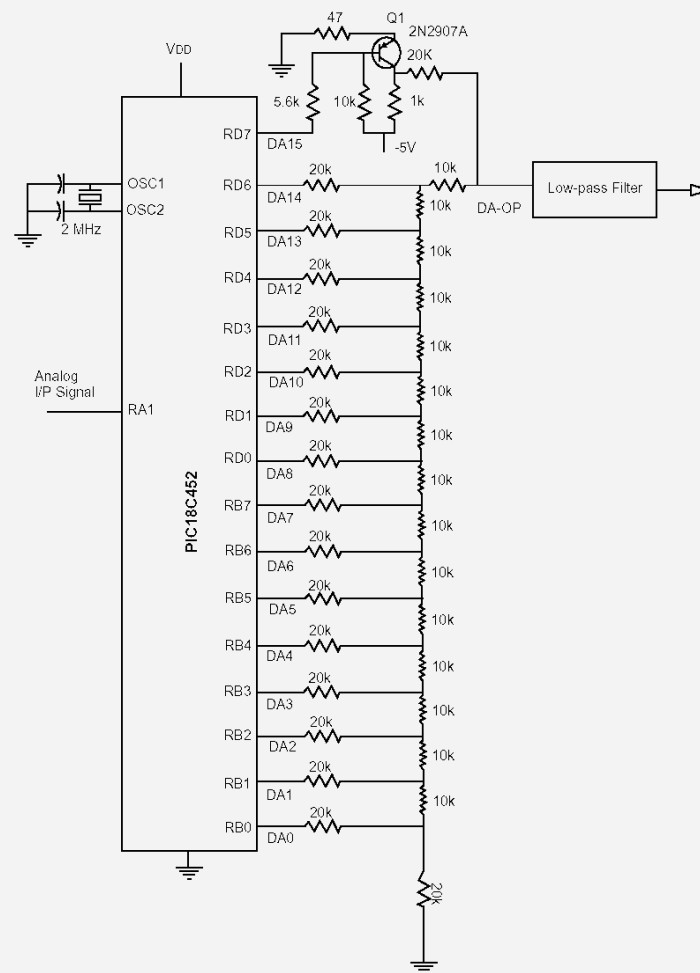 47
Q1
2N2907A
20K
VDD
5.6k
10k
1k
RD7
DA15
-5V
OSC1
OSC2
2 MHz
RD6
20k
DA14
10k
DA-OP
Low-pass Filter
10k
RD5
20k
DA13
10k
RD4
20k
DA12
10k
RD3
20k
DA11
10k
RD2
20k
DA10
10k
Analog
I/P Signal
RA1
RD1
20k
DA9
10k
RD0
20k
DA8
10k
PIC18C452
RB7
20k
DA7
10k
RB6
20k
DA6
10k
RB5
20k
DA5
10k
RB4
20k
DA4
10k
RB3
20k
DA3
10k
RB2
20k
DA2
10k
RB1
20k
DA1
10k
RB0
20k
DA0
20k